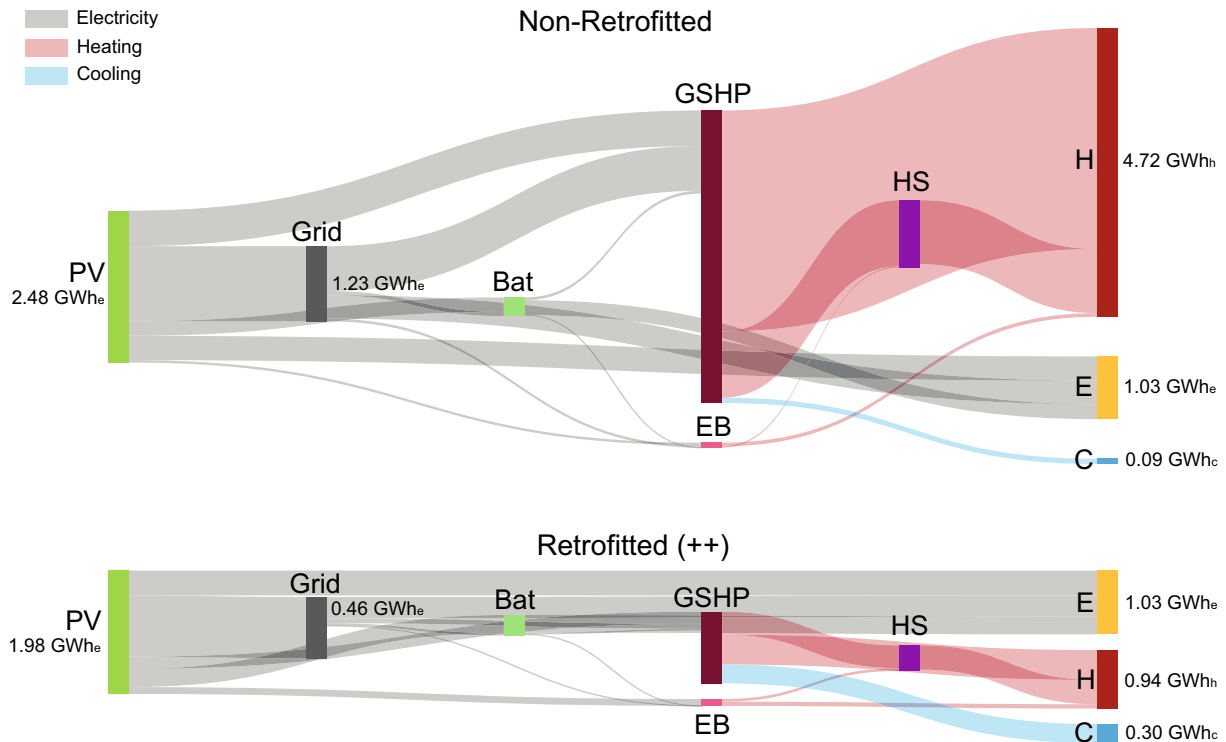 Electricity
Heating
Cooling
Non-Retrofitted
GSHP
H
4.72 GWhh
HS
Grid
PV
2.48 GWhe
1.23 GWhe
Bat
E
1.03 GWhe
EB
C
0.09 GWhc
Retrofitted (++)
Grid
0.46 GWhe
Bat
GSHP
E
1.03 GWhe
PV
1.98 GWhe
HS
H
0.94 GWhh
EB
C
0.30 GWhc